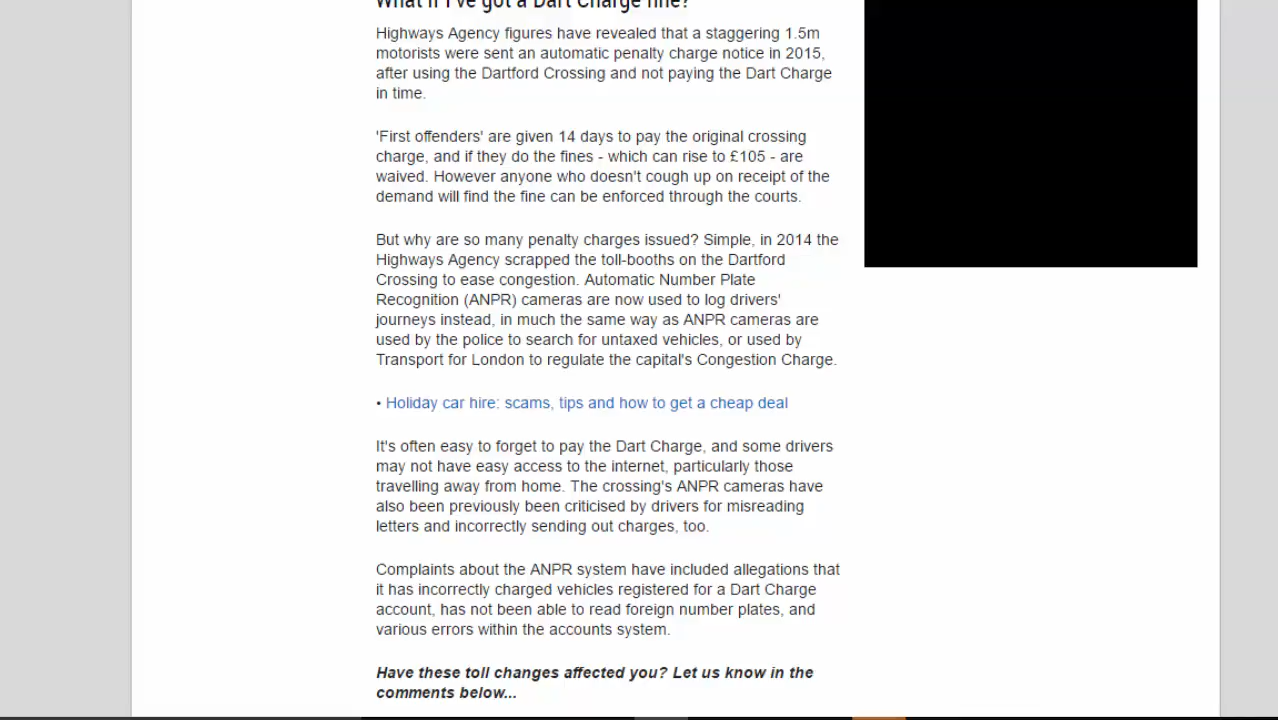 What if I've got a Dart Charge fine?
Highways Agency figures have revealed that a staggering 1.5m
motorists were sent an automatic penalty charge notice in 2015,
after using the Dartford Crossing and not paying the Dart Charge
in time.
'First offenders' are given 14 days to pay the original crossing
charge, and if they do the fines - which can rise to £105 - are
waived. However anyone who doesn't cough up on receipt of the
demand will find the fine can be enforced through the courts.
But why are so many penalty charges issued? Simple, in 2014 the
Highways Agency scrapped the toll-booths on the Dartford
Crossing to ease congestion. Automatic Number Plate
Recognition (ANPR) cameras are now used to log drivers'
journeys instead, in much the same way as ANPR cameras are
used by the police to search for untaxed vehicles, or used by
Transport for London to regulate the capital's Congestion Charge.
• Holiday car hire: scams, tips and how to get a cheap deal
It's often easy to forget to pay the Dart Charge, and some drivers
may not have easy access to the internet, particularly those
travelling away from home. The crossing's ANPR cameras have
also been previously been criticised by drivers for misreading
letters and incorrectly sending out charges, too.
Complaints about the ANPR system have included allegations that
it has incorrectly charged vehicles registered for a Dart Charge
account, has not been able to read foreign number plates, and
various errors within the accounts system.
Have these toll changes affected you? Let us know in the
comments below...